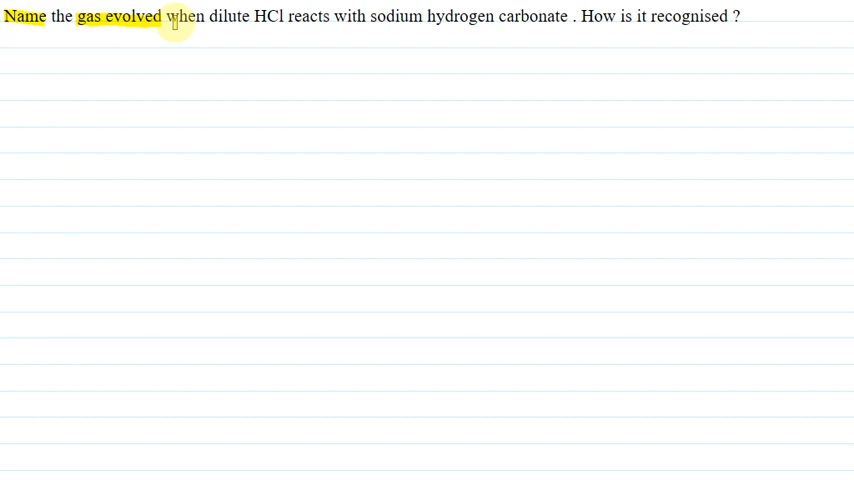 Name the gas evolved when dilute HCl reacts with sodium hydrogen carbonate . How is it recognised ?